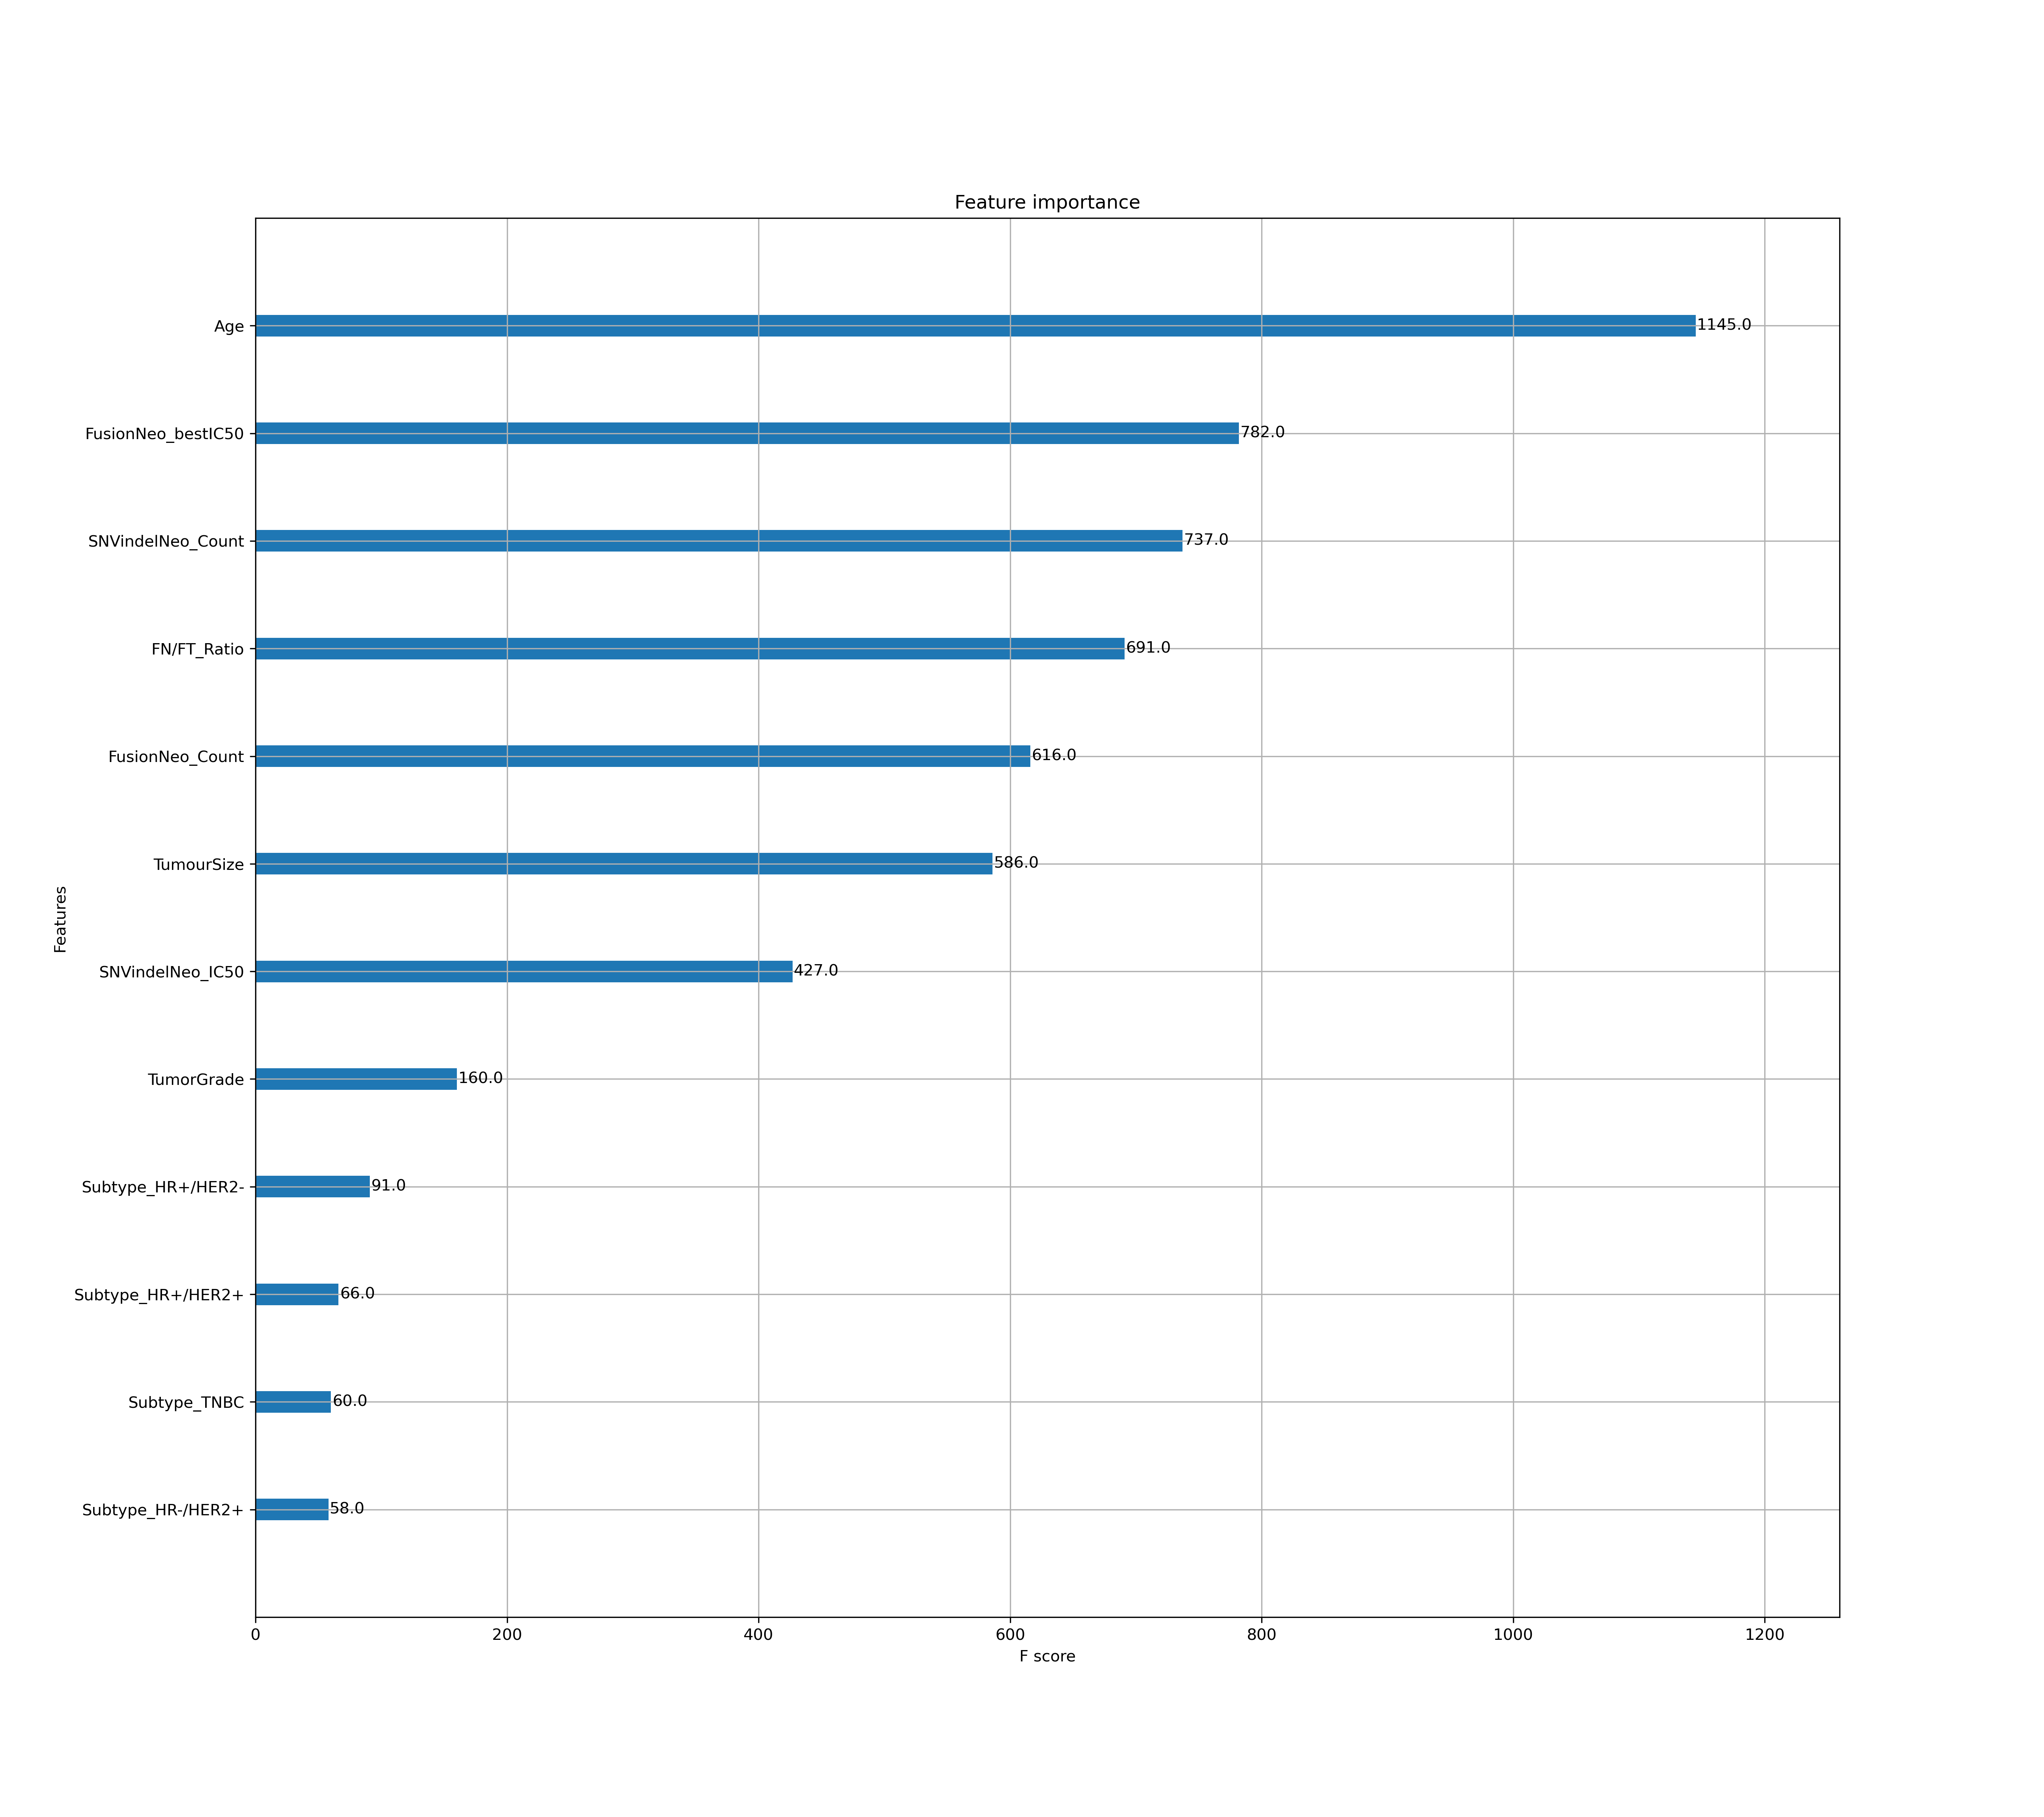 Feature importance
Age
1145.0
FusionNeo_bestIC50
782.0
SNVindelNeo_Count
737.0
FN/FT_Ratio
691.0
FusionNeo_Count
616.0
TumourSize
586.0
SNVindelNeo_IC50
427.0
TumorGrade
160.0
Subtype_HR+/HER2-
91.0
Subtype_HR+/HER2+
66.0
Subtype_TNBC
60.0
Subtype_HR-/HER2+
58.0
Features
0 200 400 600 800 1000 1200
F score